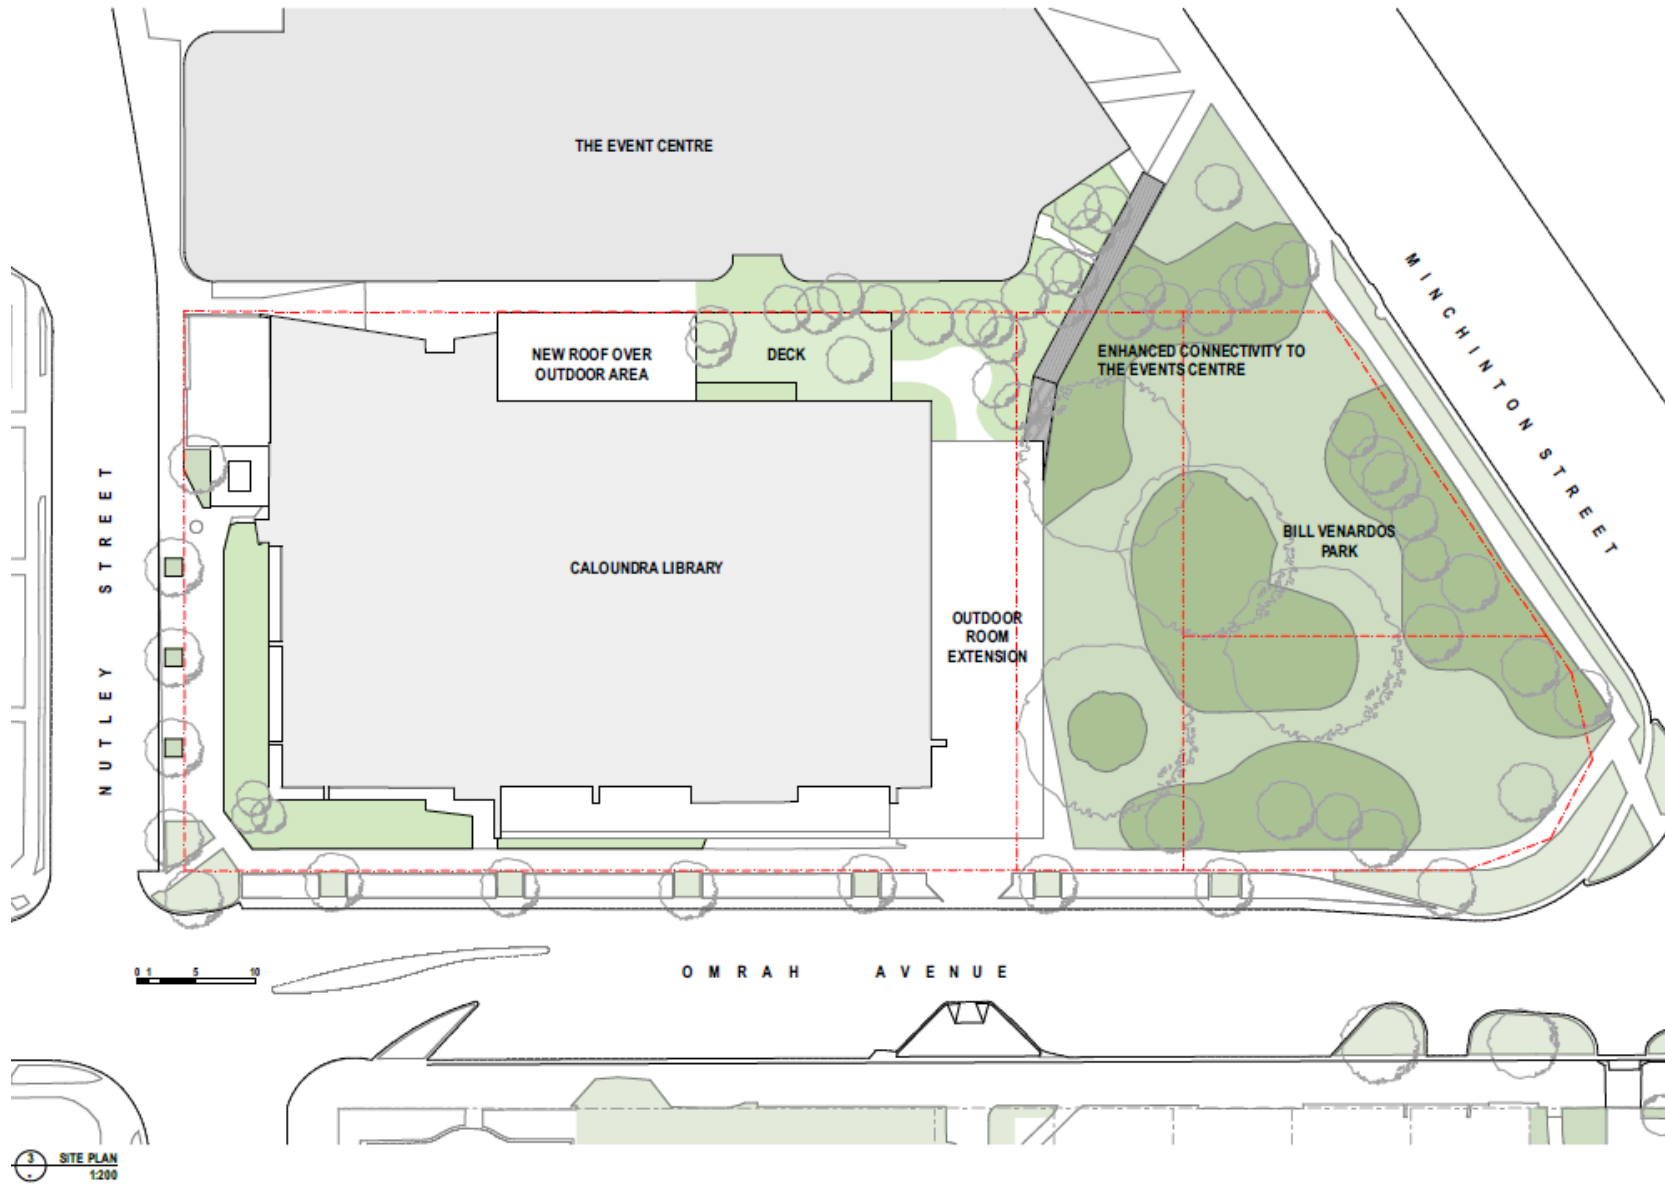 THE EVENT CENTRE
NEW ROOF OVER
OUTDOOR AREA
DECK
ENHANCED CONNECTIVITY TO
THE EVENTS CENTRE
MINCHINTON STREET
NUTLEY STREET
CALOUNDRA LIBRARY
BILL VENARDOS
PARK
OUTDOOR
ROOM
EXTENSION
0 1 5 10
OMRAH AVENUE
3
-
SITE PLAN
1:200